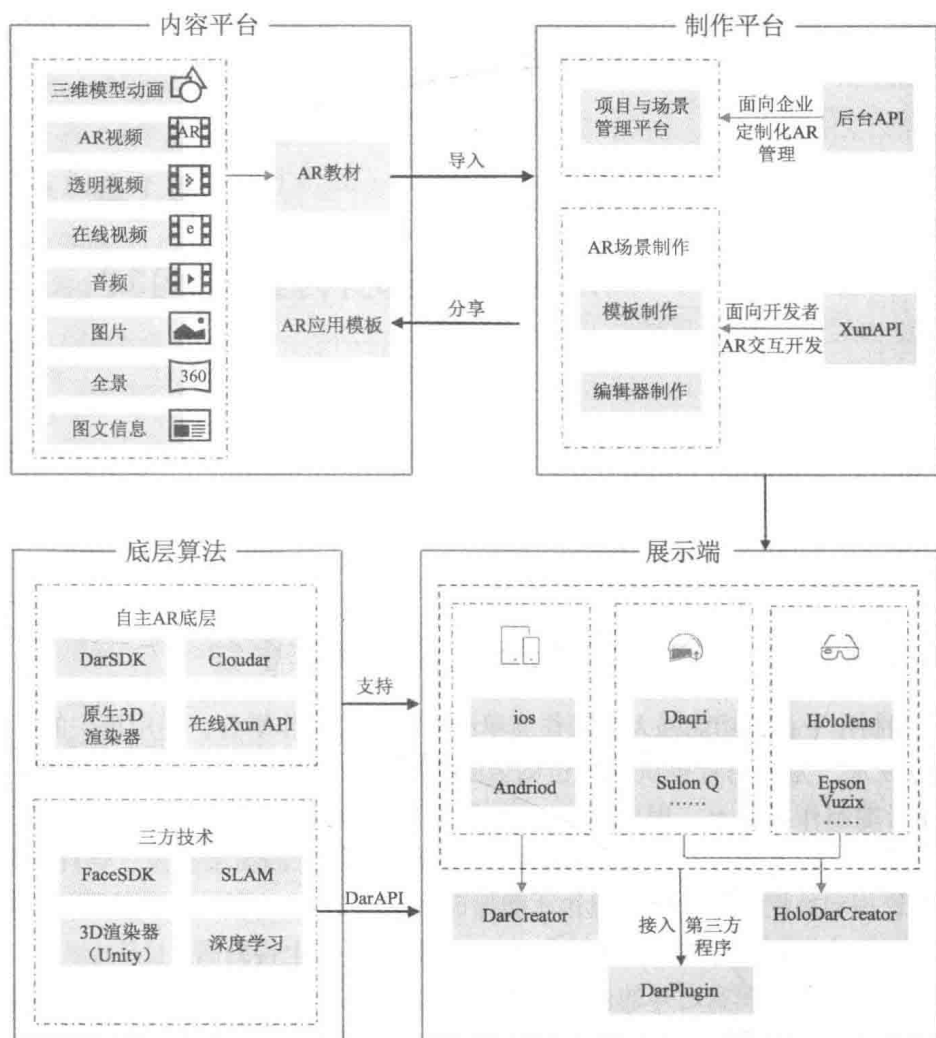 内容平台
三维模型动画
AR视频
AR
透明视频
在线视频
e
音频
图片
全景
360
图文信息
AR教材
AR应用模板
导入
分享
制作平台
项目与场景
管理平台
面向企业
定制化AR
管理
后台API
AR场景制作
模板制作
编辑器制作
面向开发者
AR交互开发
XunAPI
底层算法
自主AR底层
DarSDK
Cloudar
原生3D
渲染器
在线Xun API
三方技术
FaceSDK
SLAM
3D渲染器
（Unity）
深度学习
支持
DarAPI
展示端
ios
Andriod
Daqri
Sulon Q
……
Hololens
Epson
Vuzix
……
DarCreator
接入
第三方
程序
HoloDarCreator
DarPlugin